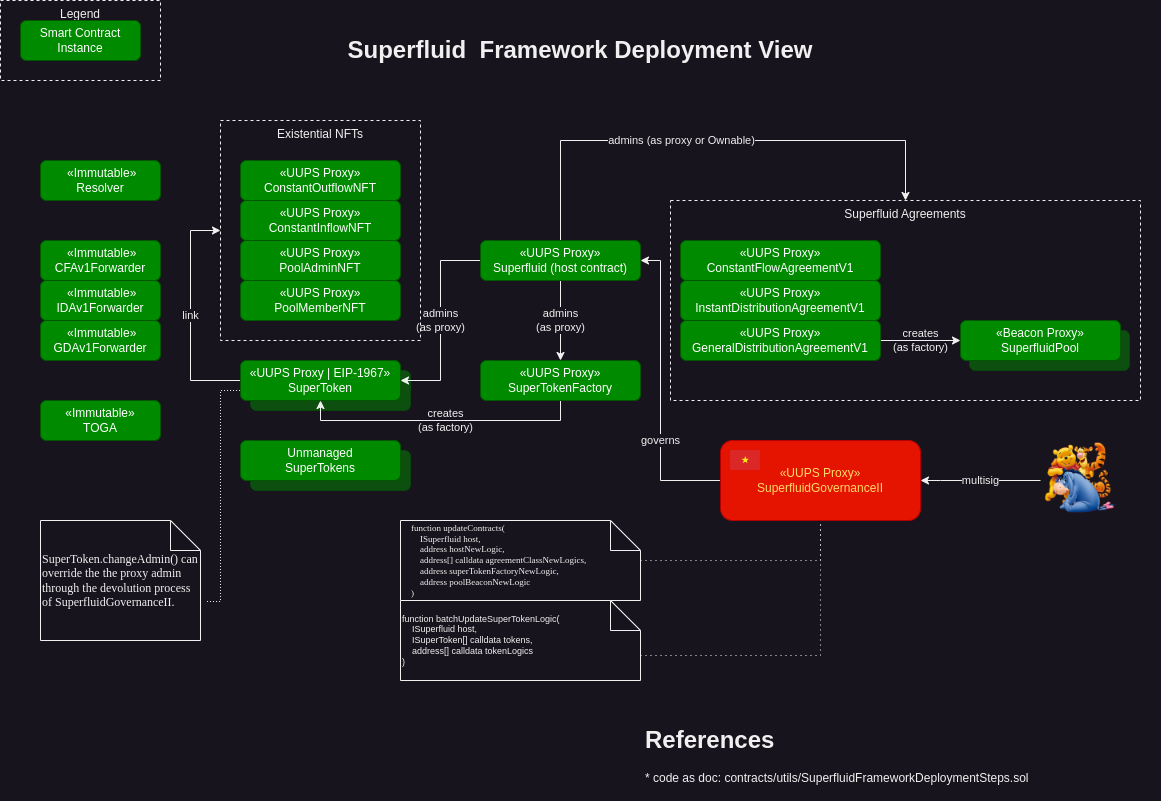 Legend
Smart Contract
Instance
Superfluid  Framework Deployment View
Existential NFTs
«UUPS Proxy»
ConstantOutflowNFT
«UUPS Proxy»
ConstantInflowNFT
«UUPS Proxy»
PoolAdminNFT
«UUPS Proxy»
PoolMemberNFT
«Immutable»
Resolver
«Immutable»
CFAv1Forwarder
«Immutable»
IDAv1Forwarder
«Immutable»
GDAv1Forwarder
«Immutable»
TOGA
link
admins (as proxy or Ownable)
«UUPS Proxy»
Superfluid (host contract)
admins
(as proxy)
admins
(as proxy)
Superfluid Agreements
«UUPS Proxy»
ConstantFlowAgreementV1
«UUPS Proxy»
InstantDistributionAgreementV1
«UUPS Proxy»
GeneralDistributionAgreementV1
creates
(as factory)
«Beacon Proxy»
SuperfluidPool
«UUPS Proxy | EIP-1967»
SuperToken
«UUPS Proxy»
SuperTokenFactory
creates
(as factory)
Unmanaged
SuperTokens
governs
«UUPS Proxy»
SuperfluidGovernanceII
multisig
SuperToken.changeAdmin() can
override the the proxy admin
through the devolution process
of SuperfluidGovernanceII.
function updateContracts(
ISuperfluid host,
address hostNewLogic,
address[] calldata agreementClassNewLogics,
address superTokenFactoryNewLogic,
address poolBeaconNewLogic
)
function batchUpdateSuperTokenLogic(
ISuperfluid host,
ISuperToken[] calldata tokens,
address[] calldata tokenLogics
)
References
* code as doc: contracts/utils/SuperfluidFrameworkDeploymentSteps.sol